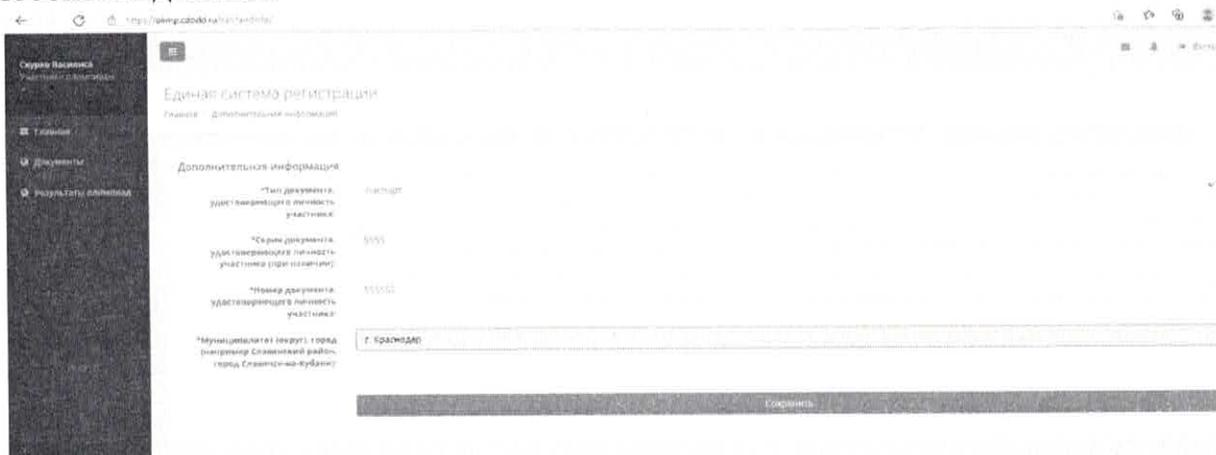 Скурко Василиса
Участники олимпиады
Главная
Документы
Результаты олимпиад
Единая система регистрации
Главная Дополнительная информация
Дополнительная информация
*Тип документа,
удостоверяющего личность
участника:
паспорт
*Серия документа,
удостоверяющего личность
участника (при наличии):
5555
*Номер документа,
удостоверяющего личность
участника:
*Муниципалитет (округ), город
(например Славянский район,
город Славянск-на-Кубани):
г. Краснодар
Сохранить